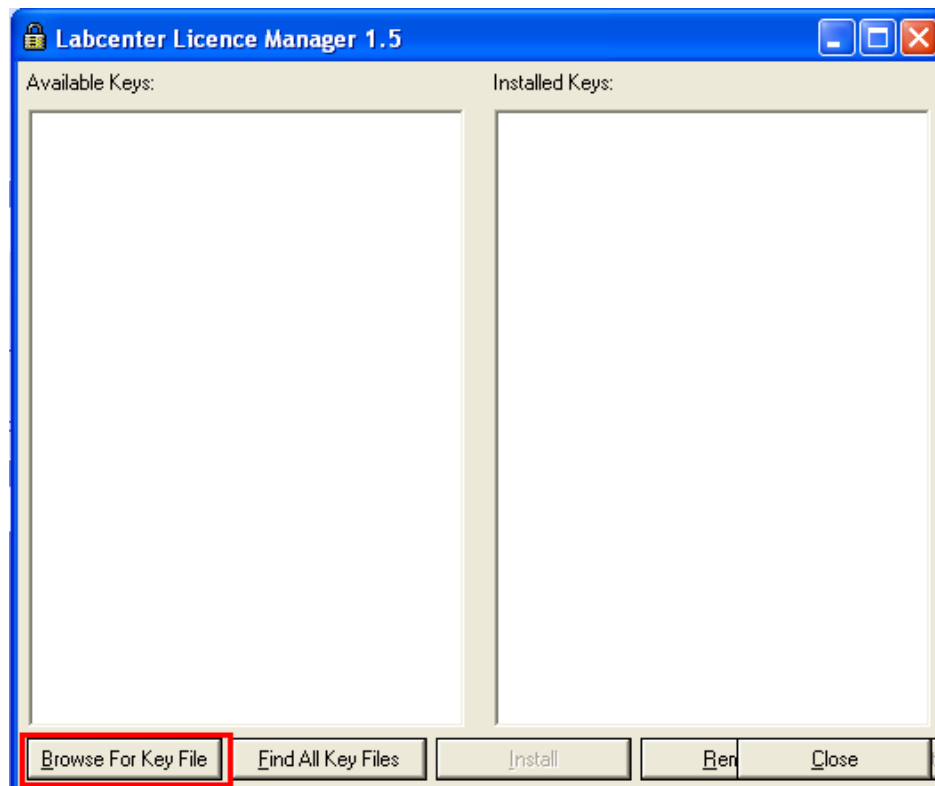 Labcenter Licence Manager 1.5
Available Keys: Installed Keys:
Browse For Key File Find All Key Files Install Ren Close